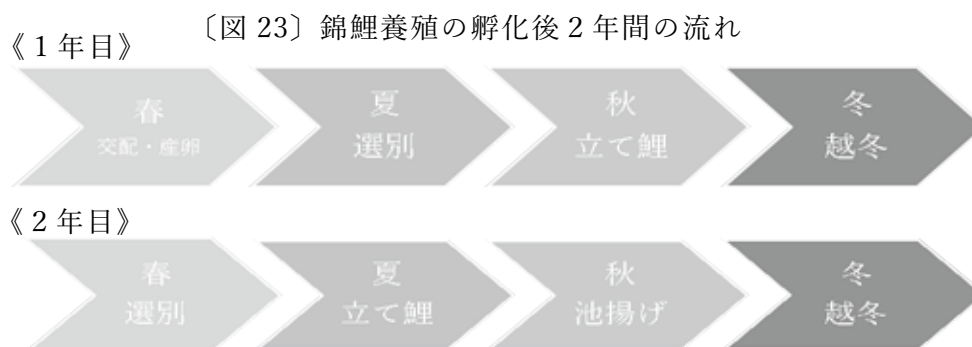 〔図 23〕錦鯉養殖の孵化後 2 年間の流れ
《 1 年目》
春
交配・産卵
夏
選別
秋
立て鯉
冬
越冬
《 2 年目》
春
選別
夏
立て鯉
秋
池揚げ
冬
越冬